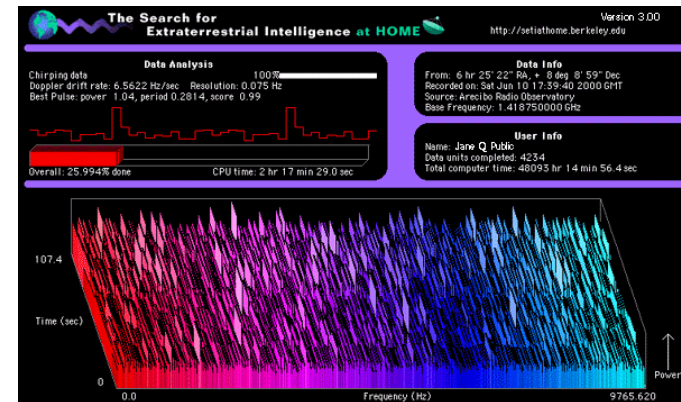 The Search for
Extraterrestrial Intelligence at HOME
Version 3.00
http://setiathome.berkeley.edu
Data Analysis
Chirping data 100%
Doppler drift rate: 6.5622 Hz/sec Resolution: 0.075 Hz
Best Pulse: power 1.04, period 0.2814, score 0.99
Overall: 25.994% done CPU time: 2 hr 17 min 29.0 sec
Data Info
From: 6 hr 25' 22" RA, + 8 deg 8' 59" Dec
Recorded on: Sat Jun 10 17:39:40 2000 GMT
Source: Arecibo Radio Observatory
Base Frequency: 1.418750000 GHz
User Info
Name: Jane Q Public
Data units completed: 4234
Total computer time: 48093 hr 14 min 56.4 sec
107.4
Time (sec)
0
0.0
Frequency (Hz)
9765.620
Power